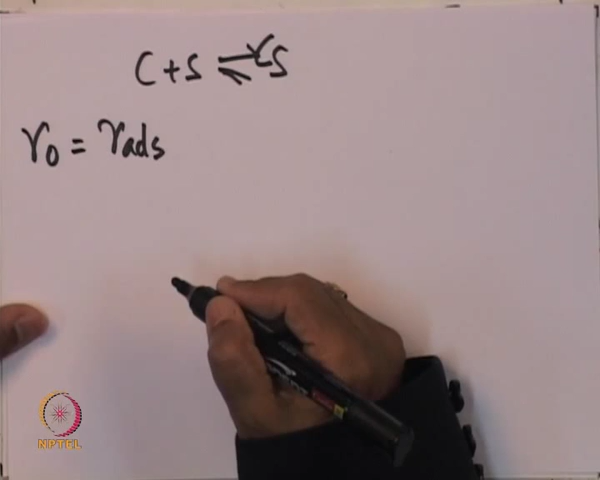 C + S ⇌ CS
r₀ = rads
NPTEL